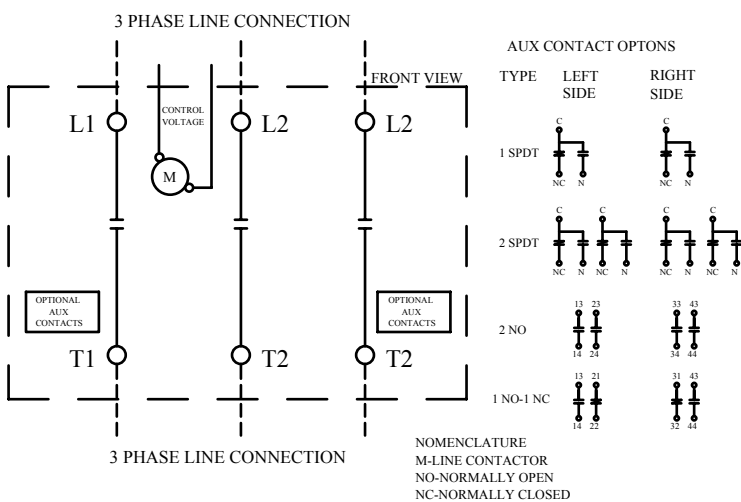 3 PHASE LINE CONNECTION
FRONT VIEW
CONTROL
VOLTAGE
L1
L2
L2
M
OPTIONAL
AUX
CONTACTS
OPTIONAL
AUX
CONTACTS
T1
T2
T2
3 PHASE LINE CONNECTION
AUX CONTACT OPTONS
TYPE LEFT SIDE RIGHT SIDE
C C
1 SPDT
NC N NC N
C C C C
2 SPDT
NC N NC N NC N NC N
13 23 33 43
2 NO
14 24 34 44
13 21 31 43
1 NO-1 NC
14 22 32 44
NOMENCLATURE
M-LINE CONTACTOR
NO-NORMALLY OPEN
NC-NORMALLY CLOSED